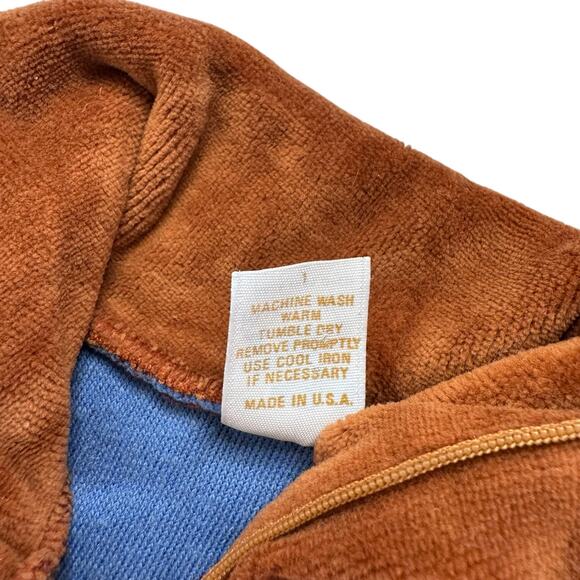 1
MACHINE WASH
WARM
TUMBLE DRY
REMOVE PROMPTLY
USE COOL IRON
IF NECESSARY
MADE IN U.S.A.